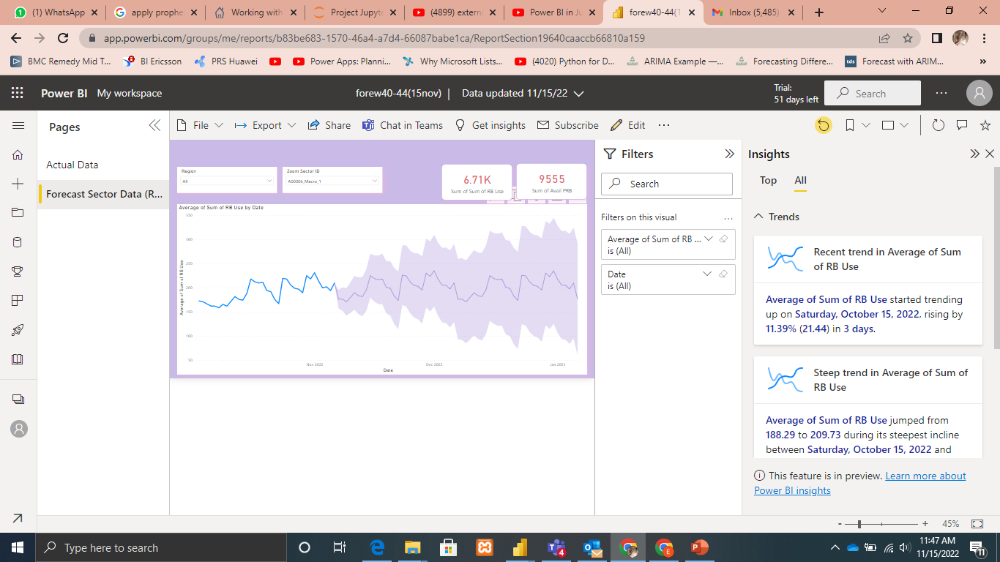 (1) WhatsApp
apply prophe
Working with
Project Jupyt
(4899) extern
Power BI in Ju
forew40-44(1
Inbox (5,485)
app.powerbi.com/groups/me/reports/b83be683-1570-46a4-a7d4-66087babe1ca/ReportSection19640caaccb66810a159
BMC Remedy Mid T...
BI Ericsson
PRS Huawei
Power Apps: Planni...
Why Microsoft Lists...
(4020) Python for D...
ARIMA Example —...
Forecasting Differe...
tds
Forecast with ARIM...
»
Power BI
My workspace
forew40-44(15nov) |
Data updated 11/15/22
Trial:
51 days left
Search
Pages
File
Export
Share
Chat in Teams
Get insights
Subscribe
Edit
Actual Data
Forecast Sector Data (R...
Region
All
Zoom Sector ID
A00006_Macro_1
6.71K
Sum of Sum of RB Use
9555
Sum of Avail PRB
Average of Sum of RB Use by Date
Average of Sum of RB Use
350
300
250
200
150
100
50
Nov 2022
Dec 2022
Jan 2023
Date
Filters
Search
Filters on this visual
Average of Sum of RB ...
is (All)
Date
is (All)
Insights
Top
All
Trends
Recent trend in Average of Sum
of RB Use
Average of Sum of RB Use started trending
up on Saturday, October 15, 2022, rising by
11.39% (21.44) in 3 days.
Steep trend in Average of Sum of
RB Use
Average of Sum of RB Use jumped from
188.29 to 209.73 during its steepest incline
between Saturday, October 15, 2022 and
This feature is in preview. Learn more about
Power BI insights
- + 45%
Type here to search
4
E
11:47 AM
11/15/2022
11